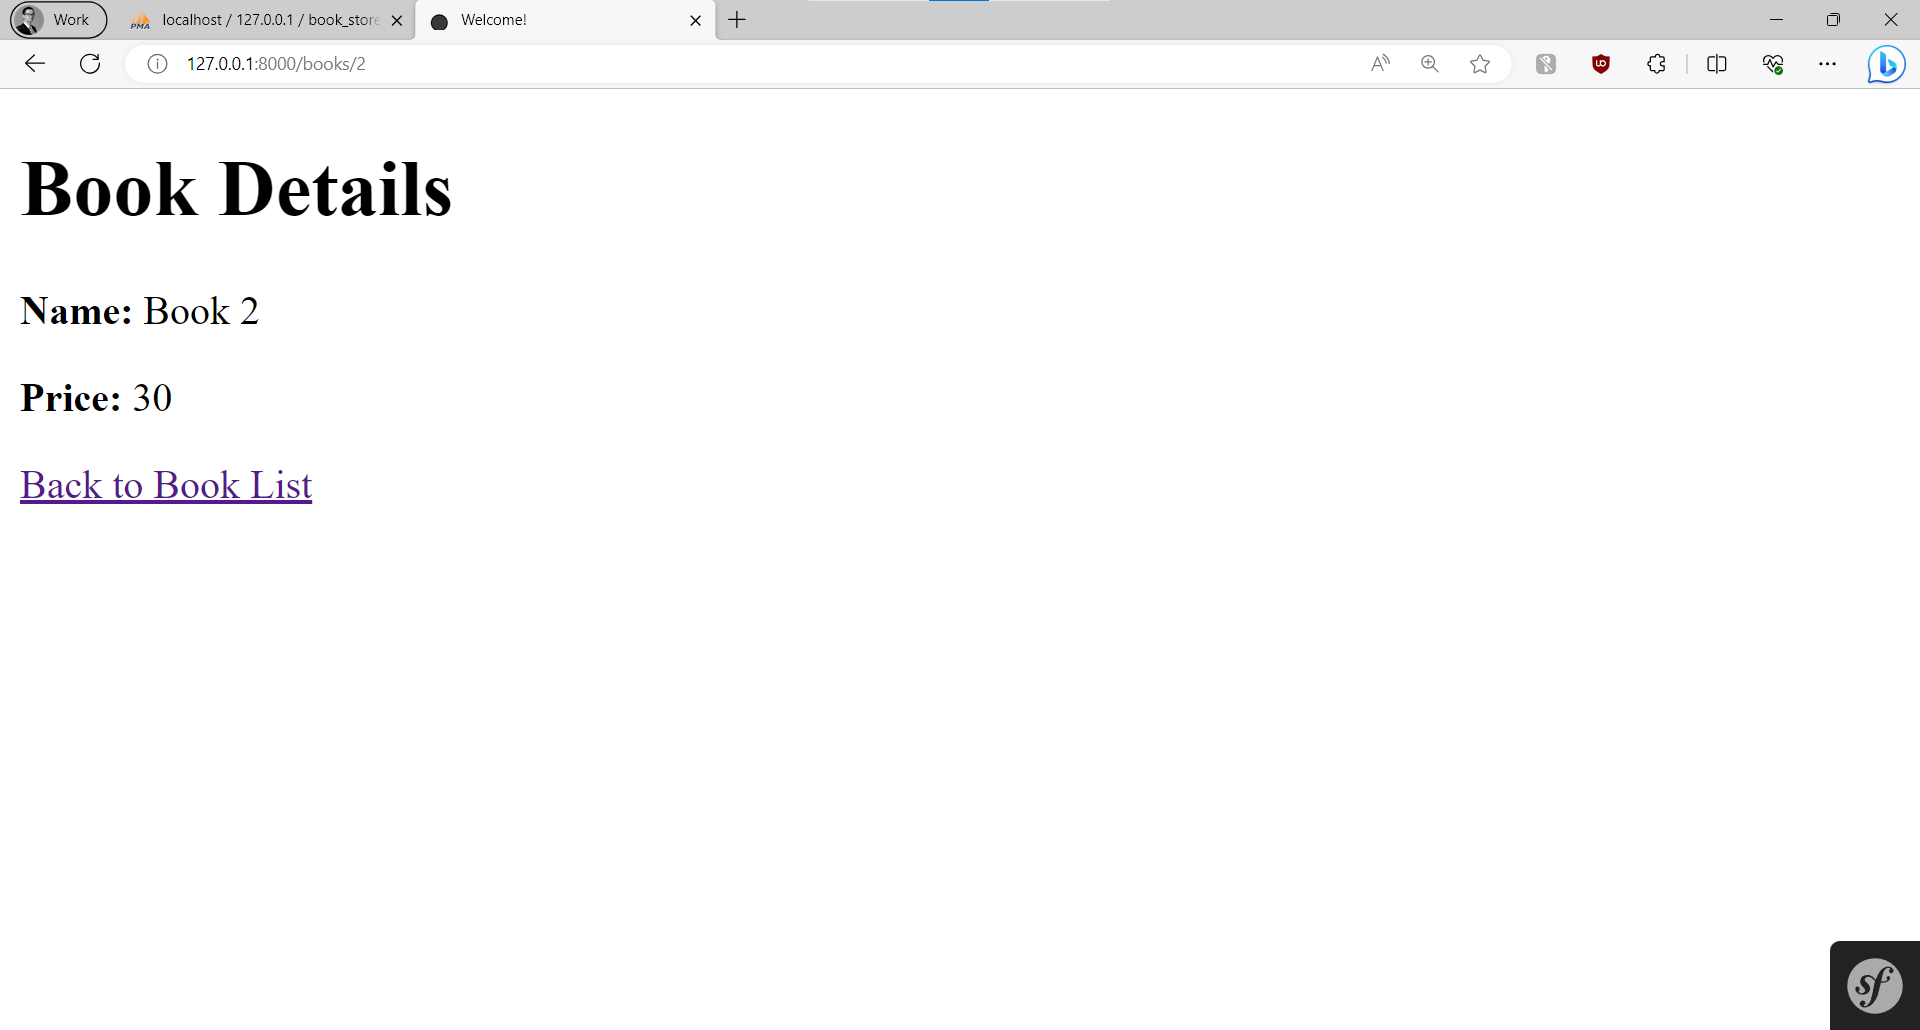 Work
PMA
localhost / 127.0.0.1 / book_store
Welcome!
127.0.0.1:8000/books/2
Book Details
Name: Book 2
Price: 30
Back to Book List
sf